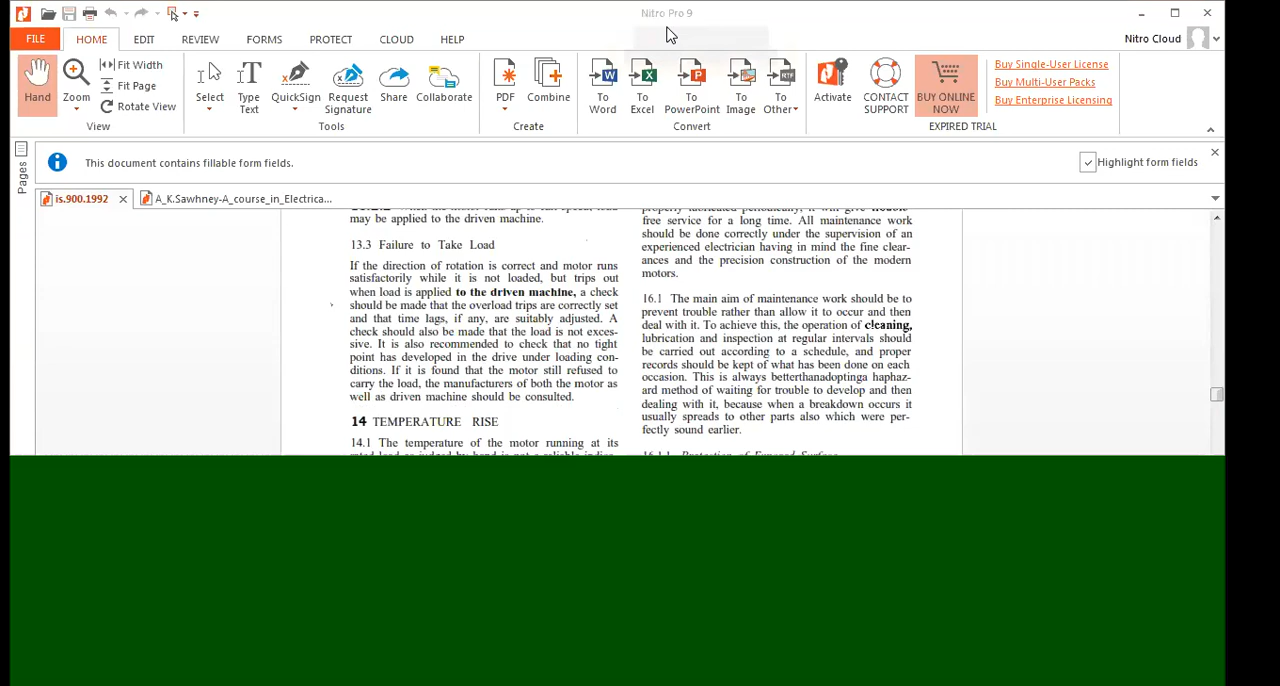 Nitro Pro 9
FILE HOME EDIT REVIEW FORMS PROTECT CLOUD HELP Nitro Cloud
Hand
Zoom
Fit Width
Fit Page
Rotate View
View
Select
Type
Text
QuickSign
Request
Signature
Share
Collaborate
Tools
PDF
Combine
Create
To
Word
To
Excel
To
PowerPoint
To
Image
To
Other
Convert
Activate
CONTACT
SUPPORT
BUY ONLINE
NOW
Buy Single-User License
Buy Multi-User Packs
Buy Enterprise Licensing
EXPIRED TRIAL
Pages
This document contains fillable form fields.
Highlight form fields
is.900.1992
A_K.Sawhney-A_course_in_Electrica...
may be applied to the driven machine.
13.3 Failure to Take Load
If the direction of rotation is correct and motor runs
satisfactorily while it is not loaded, but trips out
when load is applied to the driven machine, a check
should be made that the overload trips are correctly set
and that time lags, if any, are suitably adjusted. A
check should also be made that the load is not exces-
sive. It is also recommended to check that no tight
point has developed in the drive under loading con-
ditions. If it is found that the motor still refused to
carry the load, the manufacturers of both the motor as
well as driven machine should be consulted.
14 TEMPERATURE RISE
14.1 The temperature of the motor running at its
free service for a long time. All maintenance work
should be done correctly under the supervision of an
experienced electrician having in mind the fine clear-
ances and the precision construction of the modern
motors.
16.1 The main aim of maintenance work should be to
prevent trouble rather than allow it to occur and then
deal with it. To achieve this, the operation of cleaning,
lubrication and inspection at regular intervals should
be carried out according to a schedule, and proper
records should be kept of what has been done on each
occasion. This is always betterthanadoptinga haphaz-
ard method of waiting for trouble to develop and then
dealing with it, because when a breakdown occurs it
usually spreads to other parts also which were per-
fectly sound earlier.